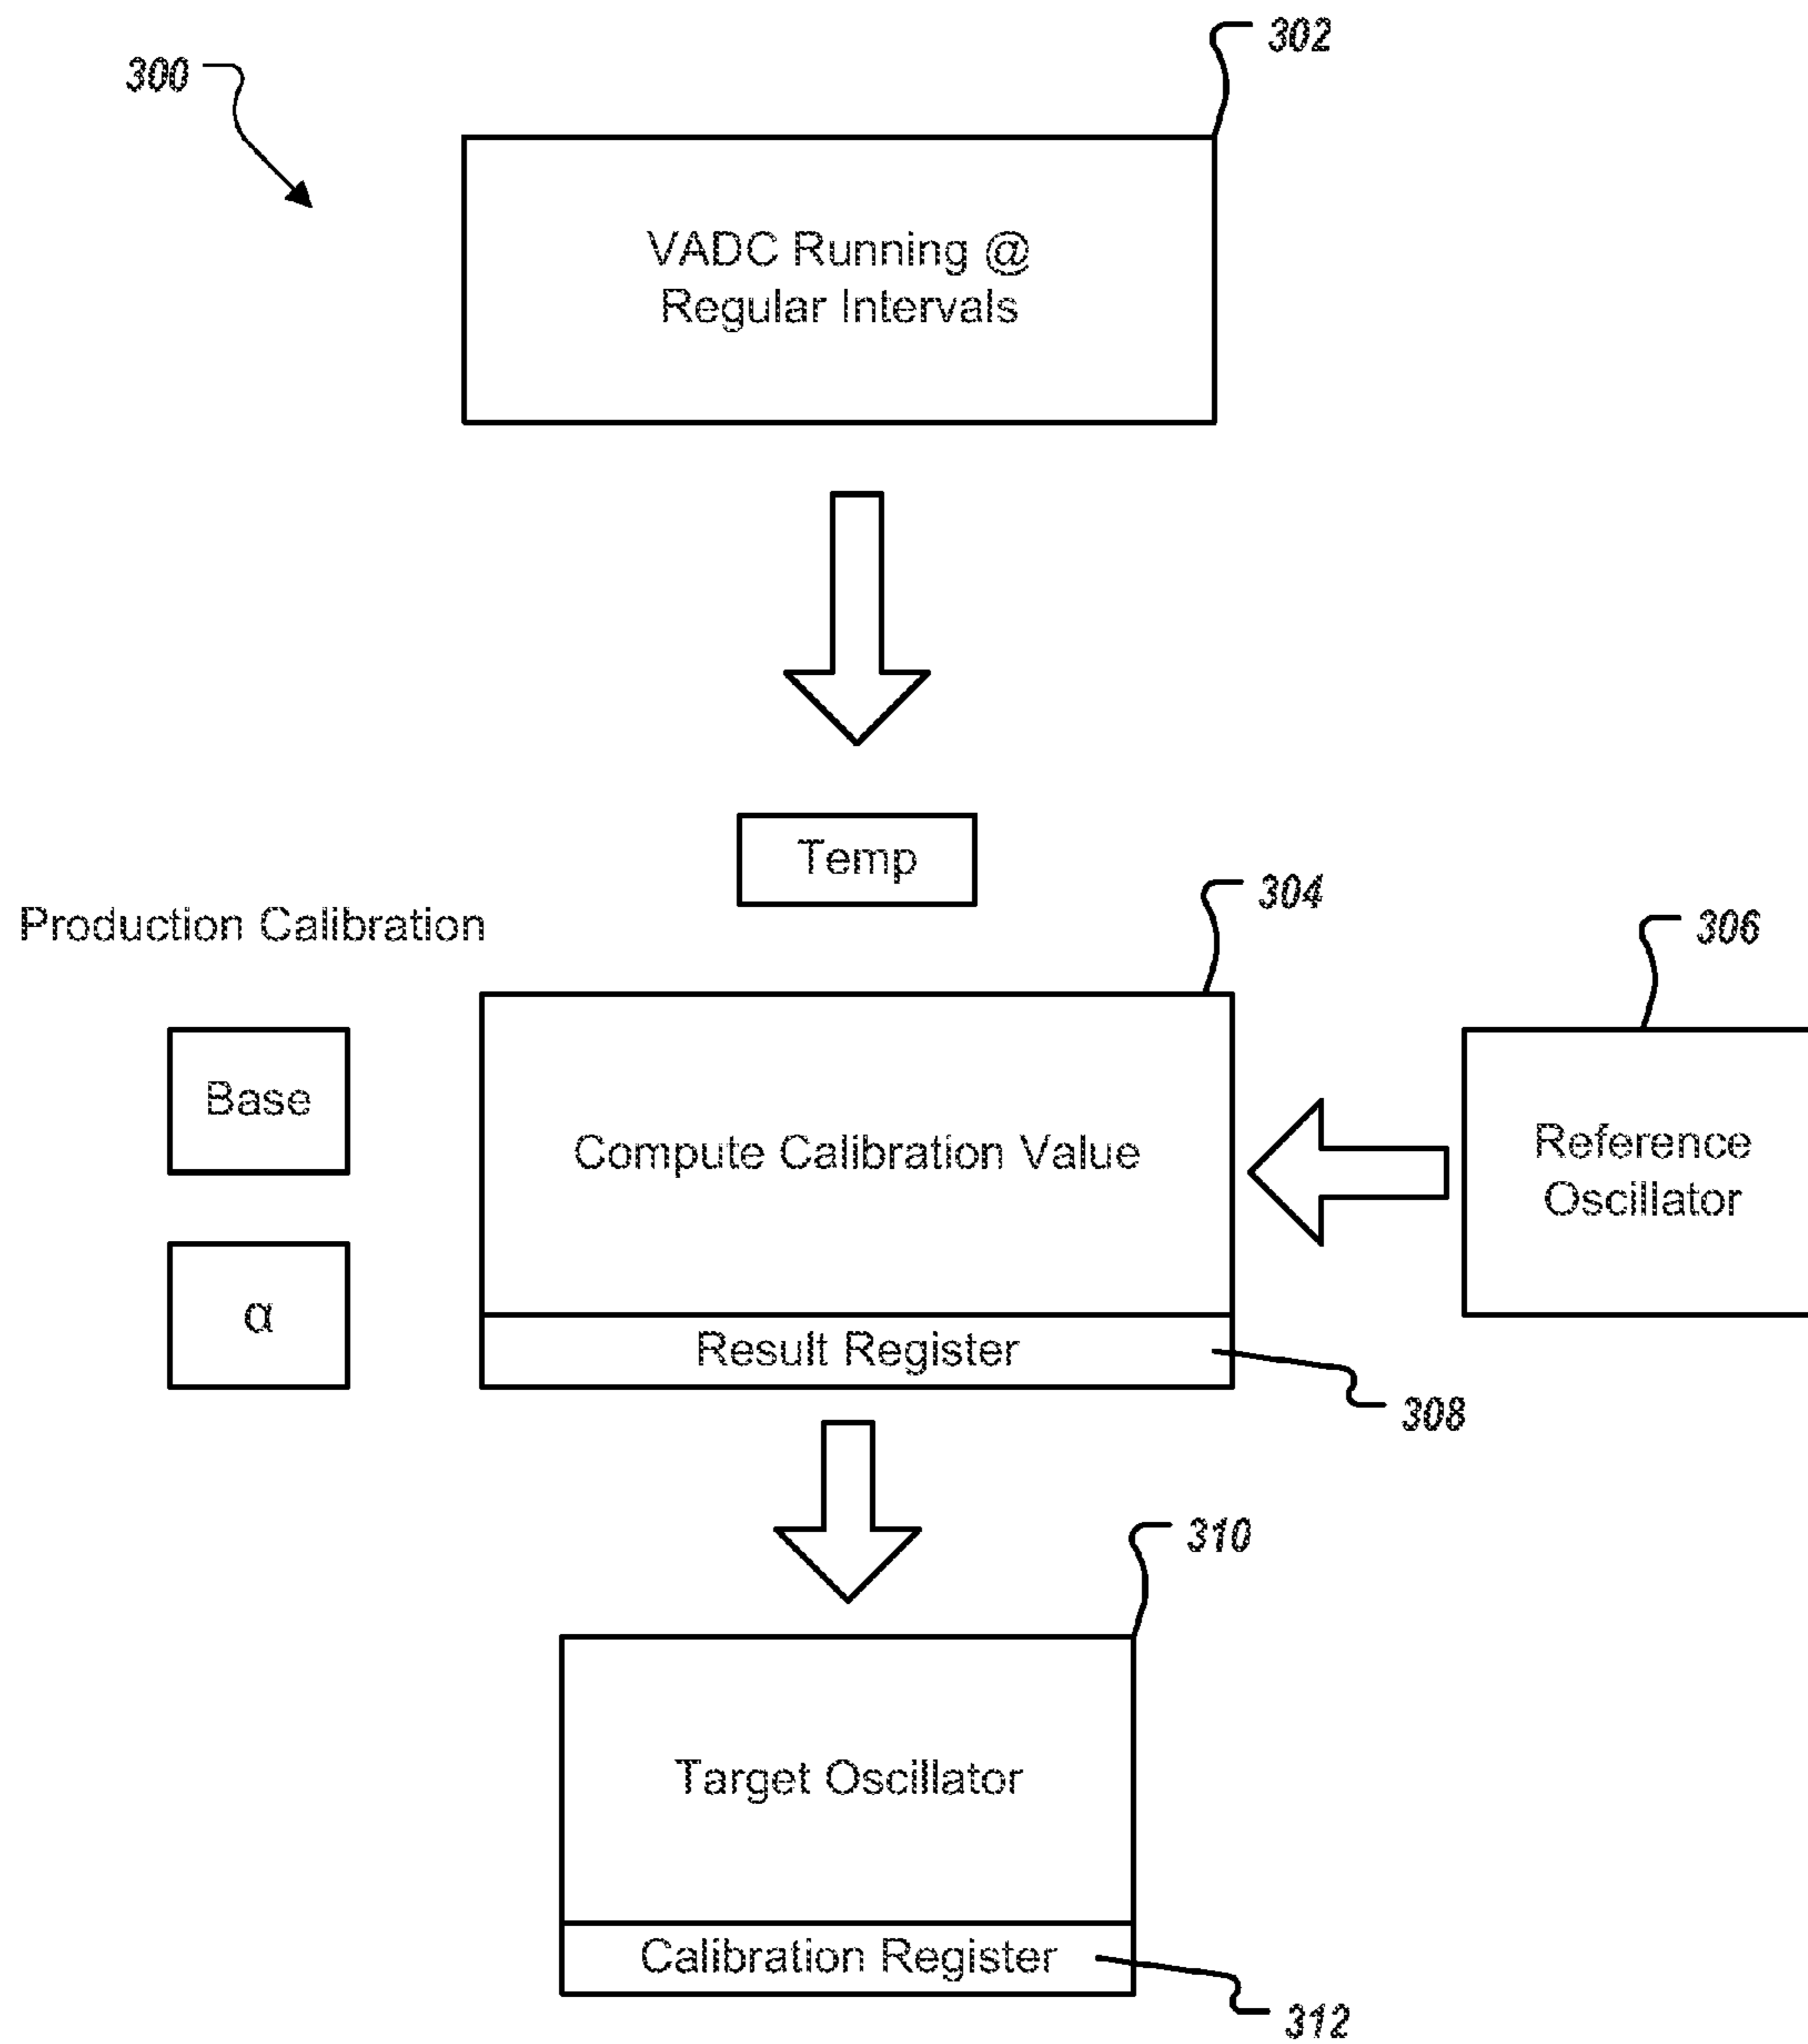 302
300
VADC Running @
Regular Intervals
Temp
304
Production Calibration
306
Base
Compute Calibration Value
Reference
Oscillator
α
Result Register
308
310
Target Oscillator
Calibration Register
312